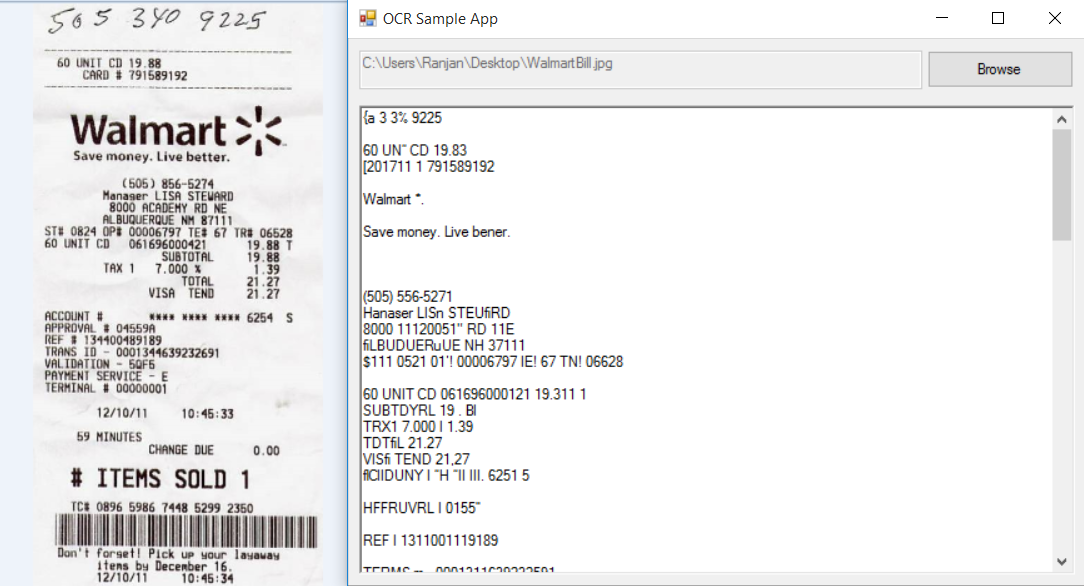 505 340 9225
60 UNIT CD 19.88
CARD # 791589192
Walmart
Save money. Live better.
(505) 856-5274
Manager LISA STEWARD
8000 ACADEMY RD NE
ALBUQUERQUE NM 87111
ST# 0824 OP# 00006797 TE# 67 TR# 06528
60 UNIT CD 061696000421 19.88 T
SUBTOTAL 19.88
TAX 1 7.000 % 1.39
TOTAL 21.27
VISA TEND 21.27
ACCOUNT # **** **** **** 6254 S
APPROVAL # 04559A
REF # 134400489189
TRANS ID - 0001344639232691
VALIDATION - 5QF5
PAYMENT SERVICE - E
TERMINAL # 00000001
12/10/11 10:45:33
59 MINUTES
CHANGE DUE 0.00
# ITEMS SOLD 1
TC# 0896 5986 7448 5299 2350
Don't forget! Pick up your layaway
items by December 16.
12/10/11 10:45:34
OCR Sample App
C:\Users\Ranjan\Desktop\WalmartBill.jpg
Browse
{a 3 3% 9225
60 UN" CD 19.83
[201711 1 791589192
Walmart *.
Save money. Live bener.
(505) 556-5271
Hanaser LISn STEUfiRD
8000 11120051" RD 11E
fiLBUDUERuUE NH 37111
$111 0521 01'! 00006797 IE! 67 TN! 06628
60 UNIT CD 061696000121 19.311 1
SUBTDYRL 19 . Bl
TRX1 7.000 I 1.39
TDTfiL 21.27
VISfi TEND 21,27
flCIIDUNY I "H "II III. 6251 5
HFFRUVRL I 0155"
REF I 1311001119189